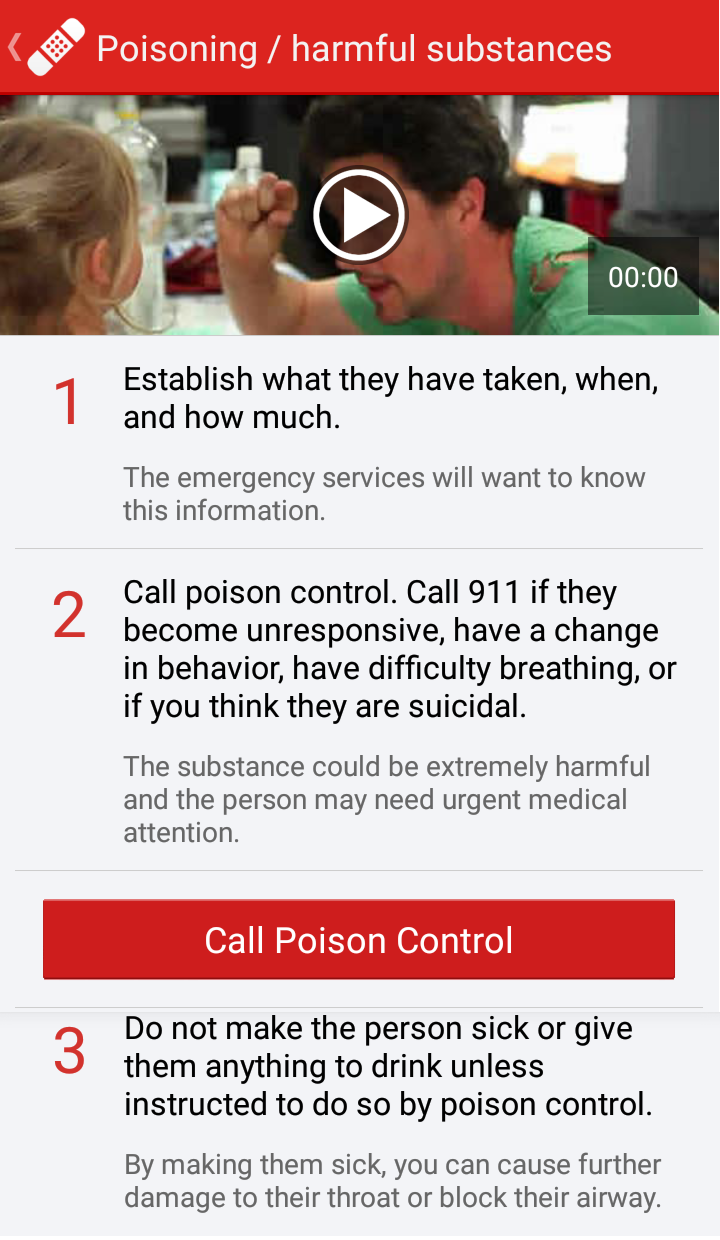 Poisoning / harmful substances
00:00
1
Establish what they have taken, when,
and how much.
The emergency services will want to know
this information.
2
Call poison control. Call 911 if they
become unresponsive, have a change
in behavior, have difficulty breathing, or
if you think they are suicidal.
The substance could be extremely harmful
and the person may need urgent medical
attention.
Call Poison Control
3
Do not make the person sick or give
them anything to drink unless
instructed to do so by poison control.
By making them sick, you can cause further
damage to their throat or block their airway.